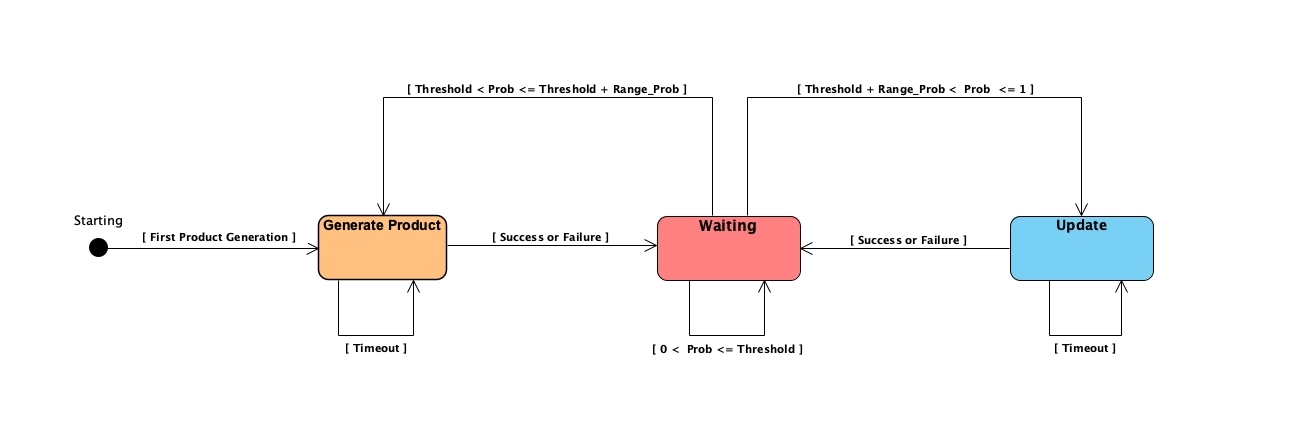 [ Threshold < Prob <= Threshold + Range_Prob ]
[ Threshold + Range_Prob <  Prob  <= 1 ]
Starting
[ First Product Generation ]
Generate Product
[ Success or Failure ]
Waiting
[ Success or Failure ]
Update
[ Timeout ]
[ 0 <  Prob <= Threshold ]
[ Timeout ]